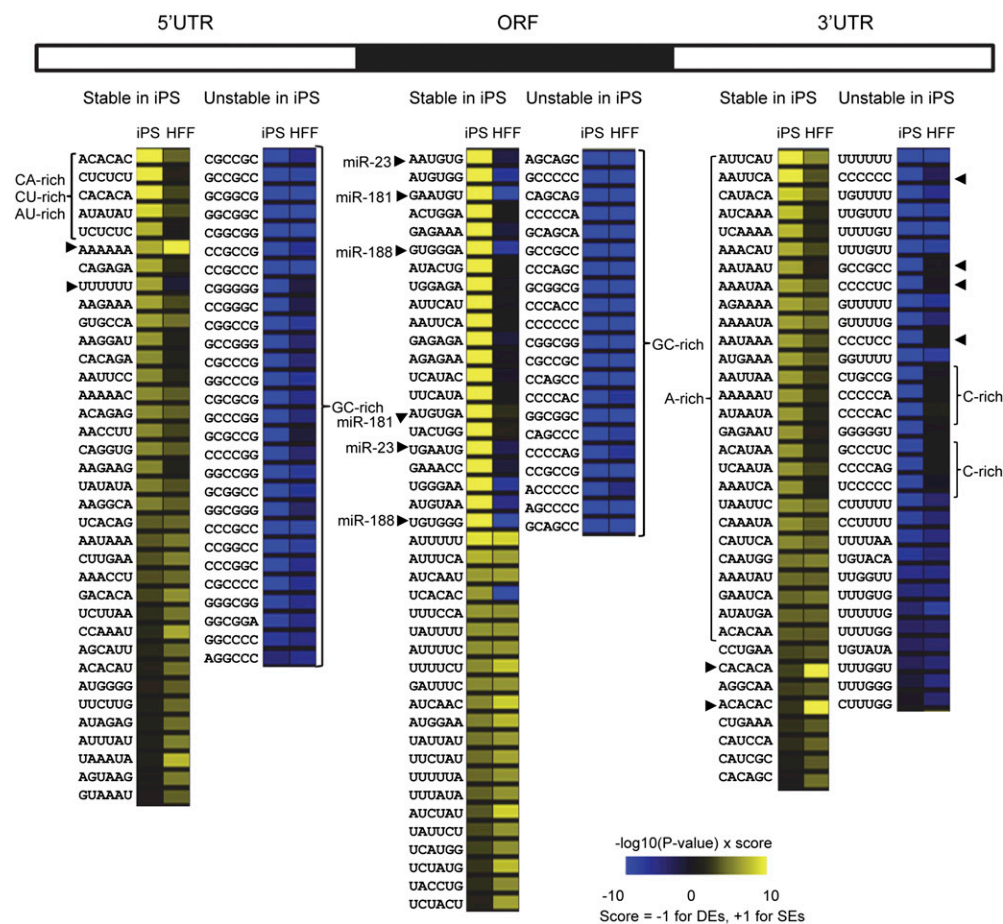 5'UTR
ORF
3'UTR
Stable in iPS
Unstable in iPS
iPS HFF
iPS HFF
CA-rich
CU-rich
AU-rich
ACACAC
CUCUCU
CACACA
AUAUAU
UCUCUC
AAAAAA
CAGAGA
UUUUUU
AAGAAA
GUGCCA
AAGGAU
CACAGA
AAUUCC
AAAAAC
ACAGAG
AACCUU
CAGGUG
AAGAAG
UAUAUA
AAGGCA
UCACAG
AAUAAA
CUUGAA
AAACCU
GACACA
UCUUAA
CCAAAU
AGCAUU
ACACAU
AUGGGG
UUCUUG
AUAGAG
AUUUAU
UAAAUA
AGUAAG
GUAAAU
CGCCGC
GCCGCC
GCGGCG
GGCGGC
CGGCGG
CCGCCG
CCGCCC
CGGGGG
CCGGGC
CGGCCG
GCCGGG
CGCCCG
GGCCCG
CGCGCG
GCCCGG
GCGCCG
CCCCGG
GGCCGG
GCGGCC
GGCGGG
CCCGCC
CCGGCC
CCCGGC
CGCCCC
GGGCGG
GGCGGA
GGCCCC
AGGCCC
GC-rich
Stable in iPS
Unstable in iPS
iPS HFF
iPS HFF
miR-23
miR-181
miR-188
miR-181
miR-23
miR-188
AAUGUG
AUGUGG
GAAUGU
ACUGGA
GAGAAA
GUGGGA
AUACUG
UGGAGA
AUUCAU
AAUUCA
GAGAGA
AGAGAA
UCAUAC
UUCAUA
AUGUGA
UACUGG
UGAAUG
GAAACC
UGGGAA
AUGUAA
UGUGGG
AUUUUU
AUUUCA
AUCAAU
UCACAC
UUUCCA
UAUUUU
AUUUUC
UUUUCU
GAUUUC
AUCAAC
AUGGAA
UAUUAU
UUCUAU
UUUUUA
UUUAUA
AUCUAU
UAUUCU
UCAUGG
UCUAUG
UACCUG
UCUACU
AGCAGC
GCCCCC
CAGCAG
CCCCCA
GCAGCA
GCCGCC
CCCAGC
GCGGCG
CCCACC
CCCCCC
CGGCGG
CGCCGC
CCAGCC
CCCCAC
GGCGGC
CAGCCC
CCCCAG
CCGCCG
ACCCCC
AGCCCC
GCAGCC
GC-rich
Stable in iPS
Unstable in iPS
iPS HFF
iPS HFF
A-rich
AUUCAU
AAUUCA
CAUACA
AUCAAA
UCAAAA
AAACAU
AAUAAU
AAAUAA
AGAAAA
AAAAUA
AAUAAA
AUGAAA
AAUUAA
AAAAAU
AUAAUA
GAGAAU
ACAUAA
UCAAUA
AAAUCA
UAAUUC
CAAAUA
CAUUCA
CAAUGG
AAAUAU
GAAUCA
AUAUGA
ACACAA
CCUGAA
CACACA
AGGCAA
ACACAC
CUGAAA
CAUCCA
CAUCGC
CACAGC
UUUUUU
CCCCCC
UGUUUU
UUGUUU
UUUUGU
UUUGUU
GCCGCC
CCCCUC
GUUUUU
GUUUUG
CCCUCC
GGUUUU
CUGCCG
CCCCCA
CCCCAC
GGGGGU
GCCCUC
CCCCAG
UCCCCC
CUUUUU
CCUUUU
UUUUAA
UGUACA
UUGGUU
UUUGUG
UUUUUG
UUUUGG
UGUAUA
UUUGGU
UUUGGG
CUUUGG
C-rich
C-rich
-log10(P-value) x score
-10
0
10
Score = -1 for DEs, +1 for SEs